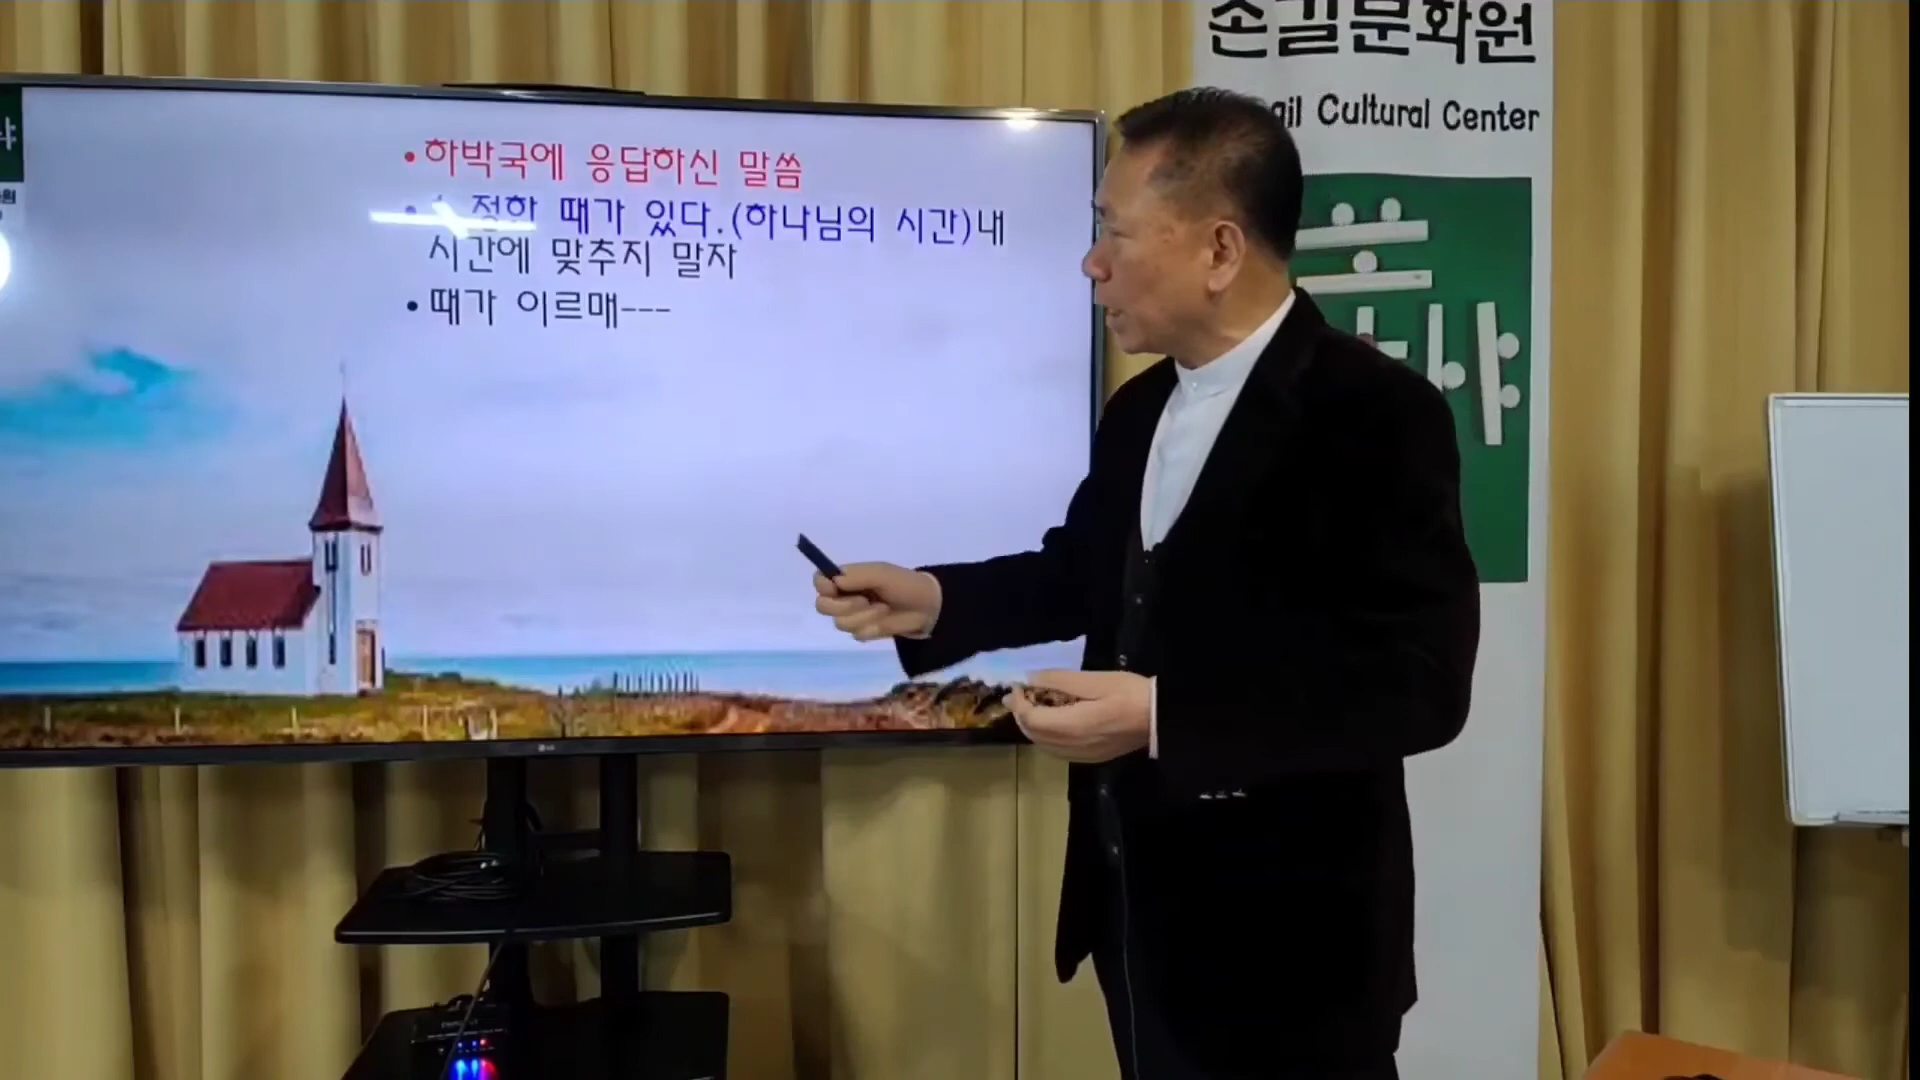 손길문화원
Cultural Center
하박국에 응답하신 말씀
정한 때가 있다.(하나님의 시간)내
시간에 맞추지 말자
때가 이르매---